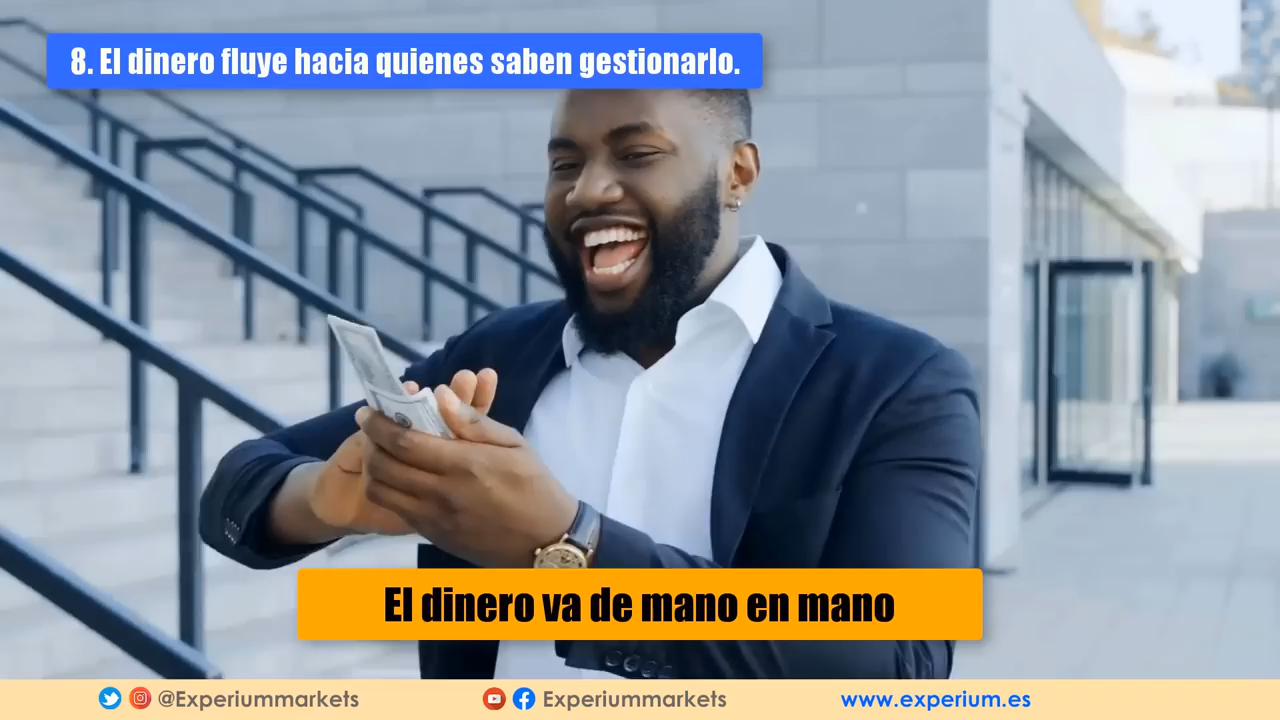 8. El dinero fluye hacia quienes saben gestionarlo.
El dinero va de mano en mano
@Experiummarkets Experiummarkets www.experium.es